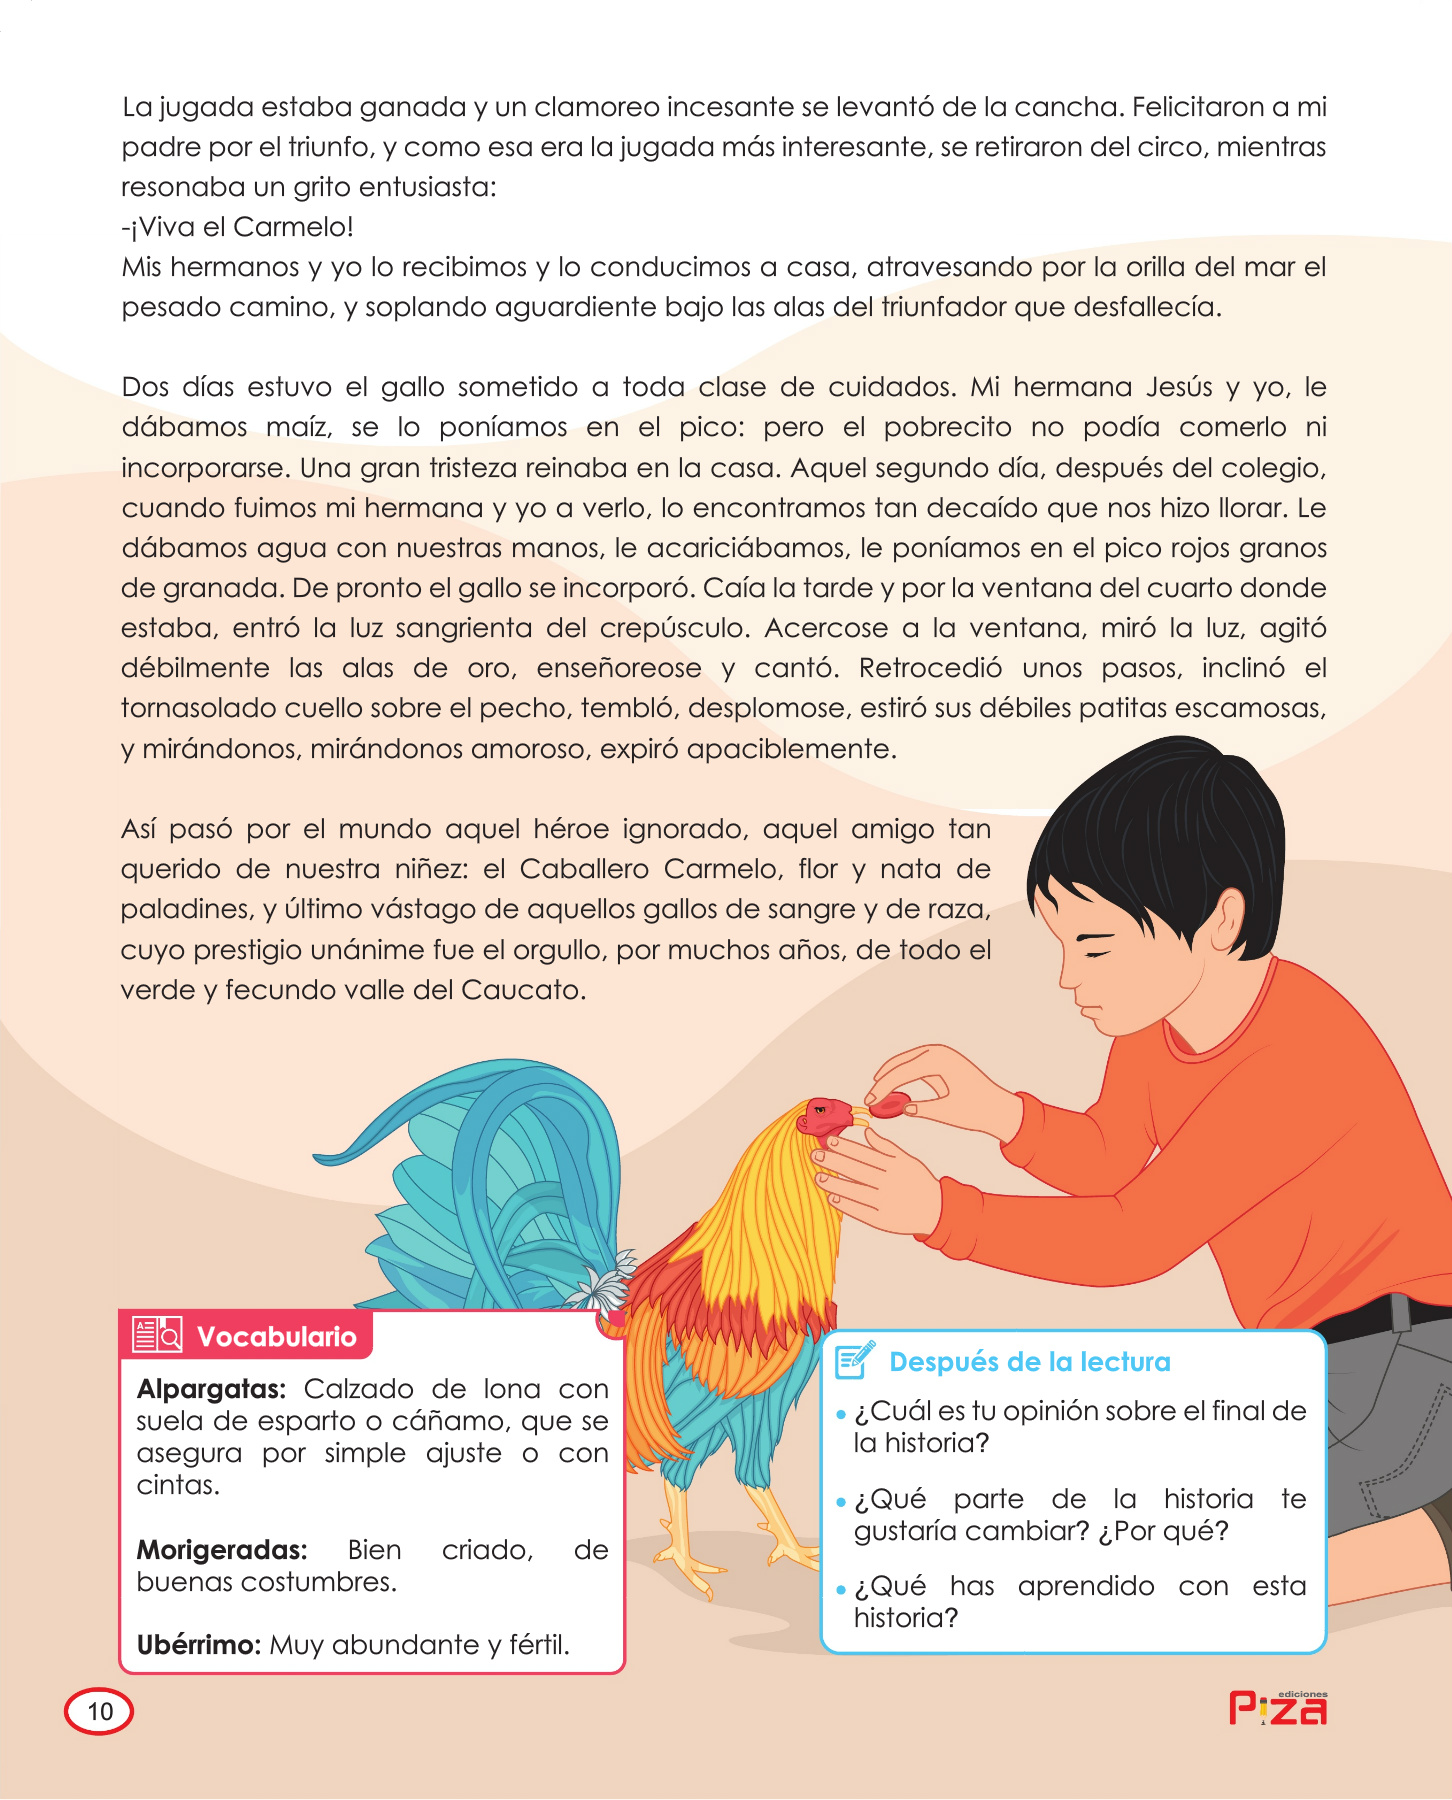 La jugada estaba ganada y un clamoreo incesante se levantó de la cancha. Felicitaron a mi
padre por el triunfo, y como esa era la jugada más interesante, se retiraron del circo, mientras
resonaba un grito entusiasta:
-¡Viva el Carmelo!
Mis hermanos y yo lo recibimos y lo conducimos a casa, atravesando por la orilla del mar el
pesado camino, y soplando aguardiente bajo las alas del triunfador que desfallecía.
Dos días estuvo el gallo sometido a toda clase de cuidados. Mi hermana Jesús y yo, le
dábamos maíz, se lo poníamos en el pico: pero el pobrecito no podía comerlo ni
incorporarse. Una gran tristeza reinaba en la casa. Aquel segundo día, después del colegio,
cuando fuimos mi hermana y yo a verlo, lo encontramos tan decaído que nos hizo llorar. Le
dábamos agua con nuestras manos, le acariciábamos, le poníamos en el pico rojos granos
de granada. De pronto el gallo se incorporó. Caía la tarde y por la ventana del cuarto donde
estaba, entró la luz sangrienta del crepúsculo. Acercose a la ventana, miró la luz, agitó
débilmente las alas de oro, enseñoreose y cantó. Retrocedió unos pasos, inclinó el
tornasolado cuello sobre el pecho, tembló, desplomose, estiró sus débiles patitas escamosas,
y mirándonos, mirándonos amoroso, expiró apaciblemente.
Así pasó por el mundo aquel héroe ignorado, aquel amigo tan
querido de nuestra niñez: el Caballero Carmelo, flor y nata de
paladines, y último vástago de aquellos gallos de sangre y de raza,
cuyo prestigio unánime fue el orgullo, por muchos años, de todo el
verde y fecundo valle del Caucato.
Vocabulario
Alpargatas: Calzado de lona con
suela de esparto o cáñamo, que se
asegura por simple ajuste o con
cintas.
Morigeradas: Bien criado, de
buenas costumbres.
Ubérrimo: Muy abundante y fértil.
Después de la lectura
• ¿Cuál es tu opinión sobre el final de
la historia?
• ¿Qué parte de la historia te
gustaría cambiar? ¿Por qué?
• ¿Qué has aprendido con esta
historia?
10
ediciones
Piza